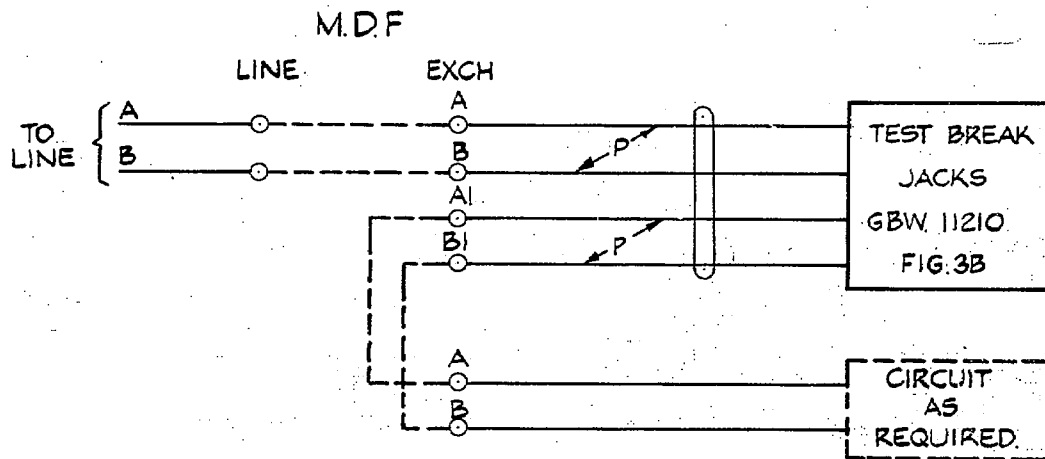 M.D.F
LINE EXCH
TO
LINE
A
B
A
B
A1
B1
P
P
TEST BREAK
JACKS
GBW. 11210
FIG. 3B
A
B
CIRCUIT
AS
REQUIRED.